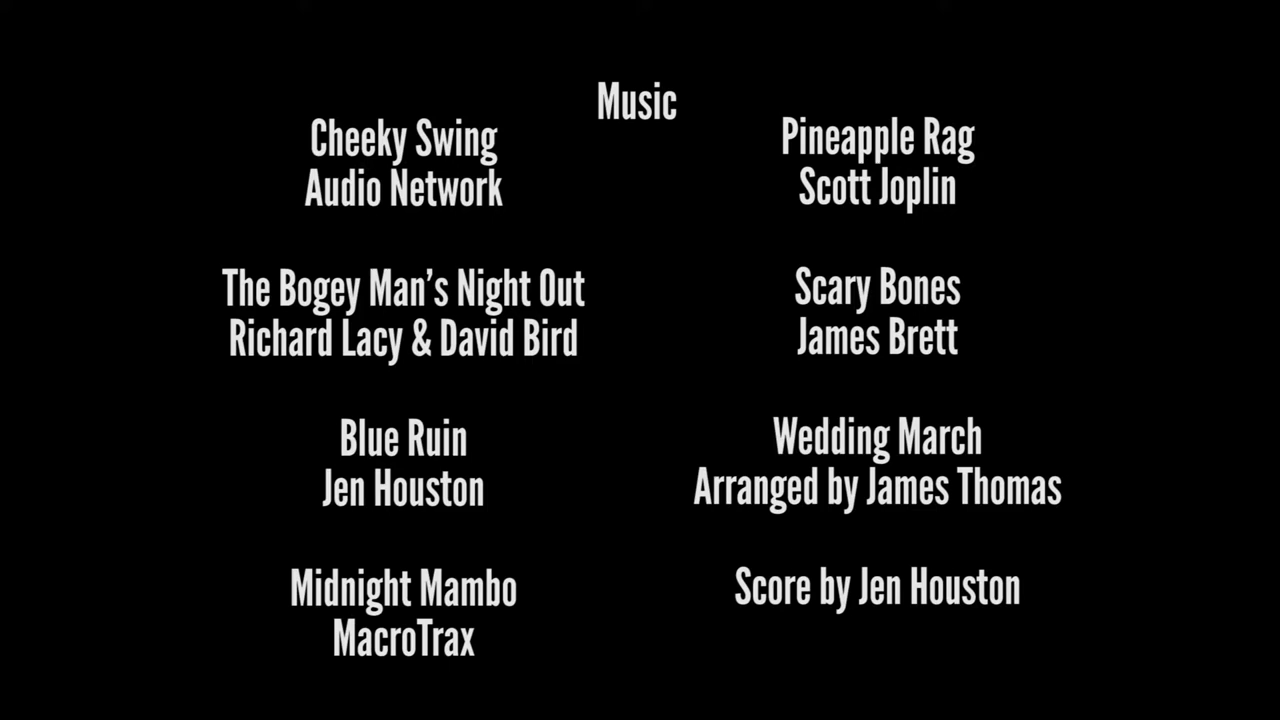 Music
Cheeky Swing
Audio Network
The Bogey Man's Night Out
Richard Lacy & David Bird
Blue Ruin
Jen Houston
Midnight Mambo
MacroTrax
Pineapple Rag
Scott Joplin
Scary Bones
James Brett
Wedding March
Arranged by James Thomas
Score by Jen Houston